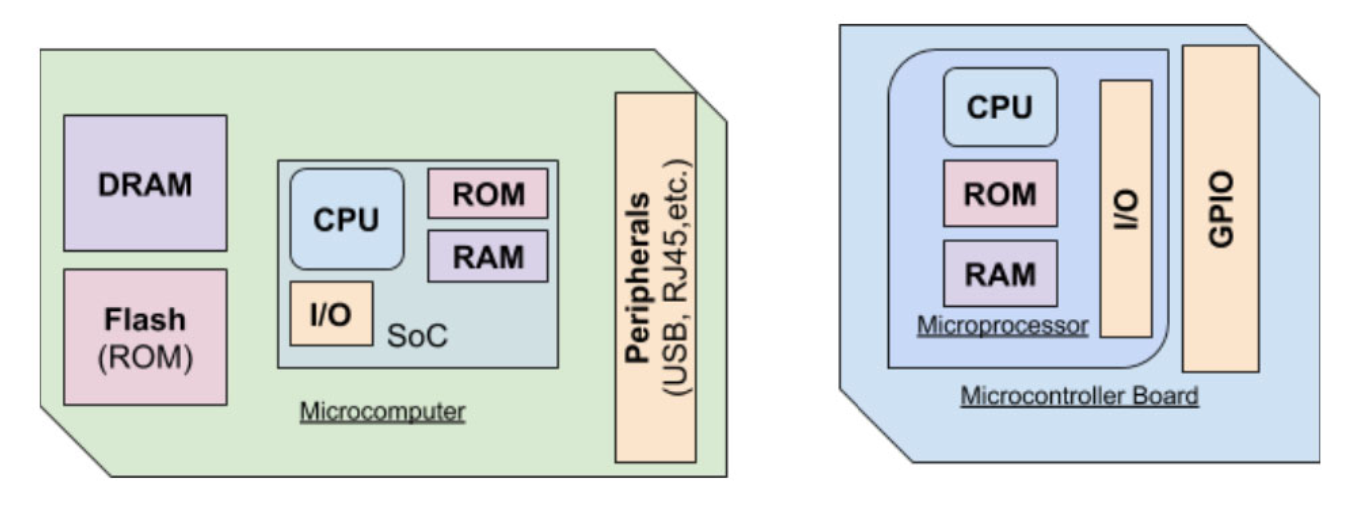 DRAM
Flash
(ROM)
CPU
ROM
RAM
I/O
SoC
Microcomputer
Peripherals
(USB, RJ45,etc.)
CPU
ROM
RAM
Microprocessor
I/O
GPIO
Microcontroller Board